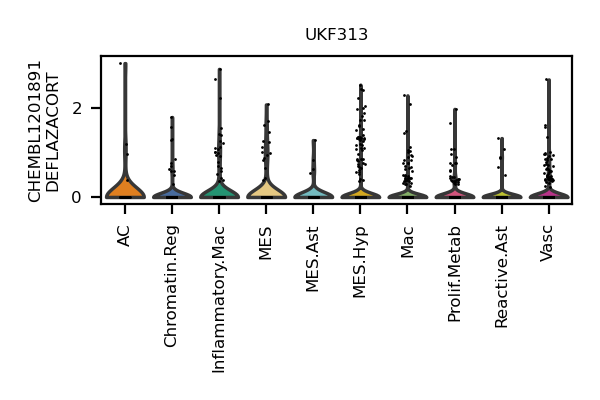 UKF313
CHEMBL1201891
DEFLAZACORT
2
0
AC
Chromatin.Reg
Inflammatory.Mac
MES
MES.Ast
MES.Hyp
Mac
Prolif.Metab
Reactive.Ast
Vasc